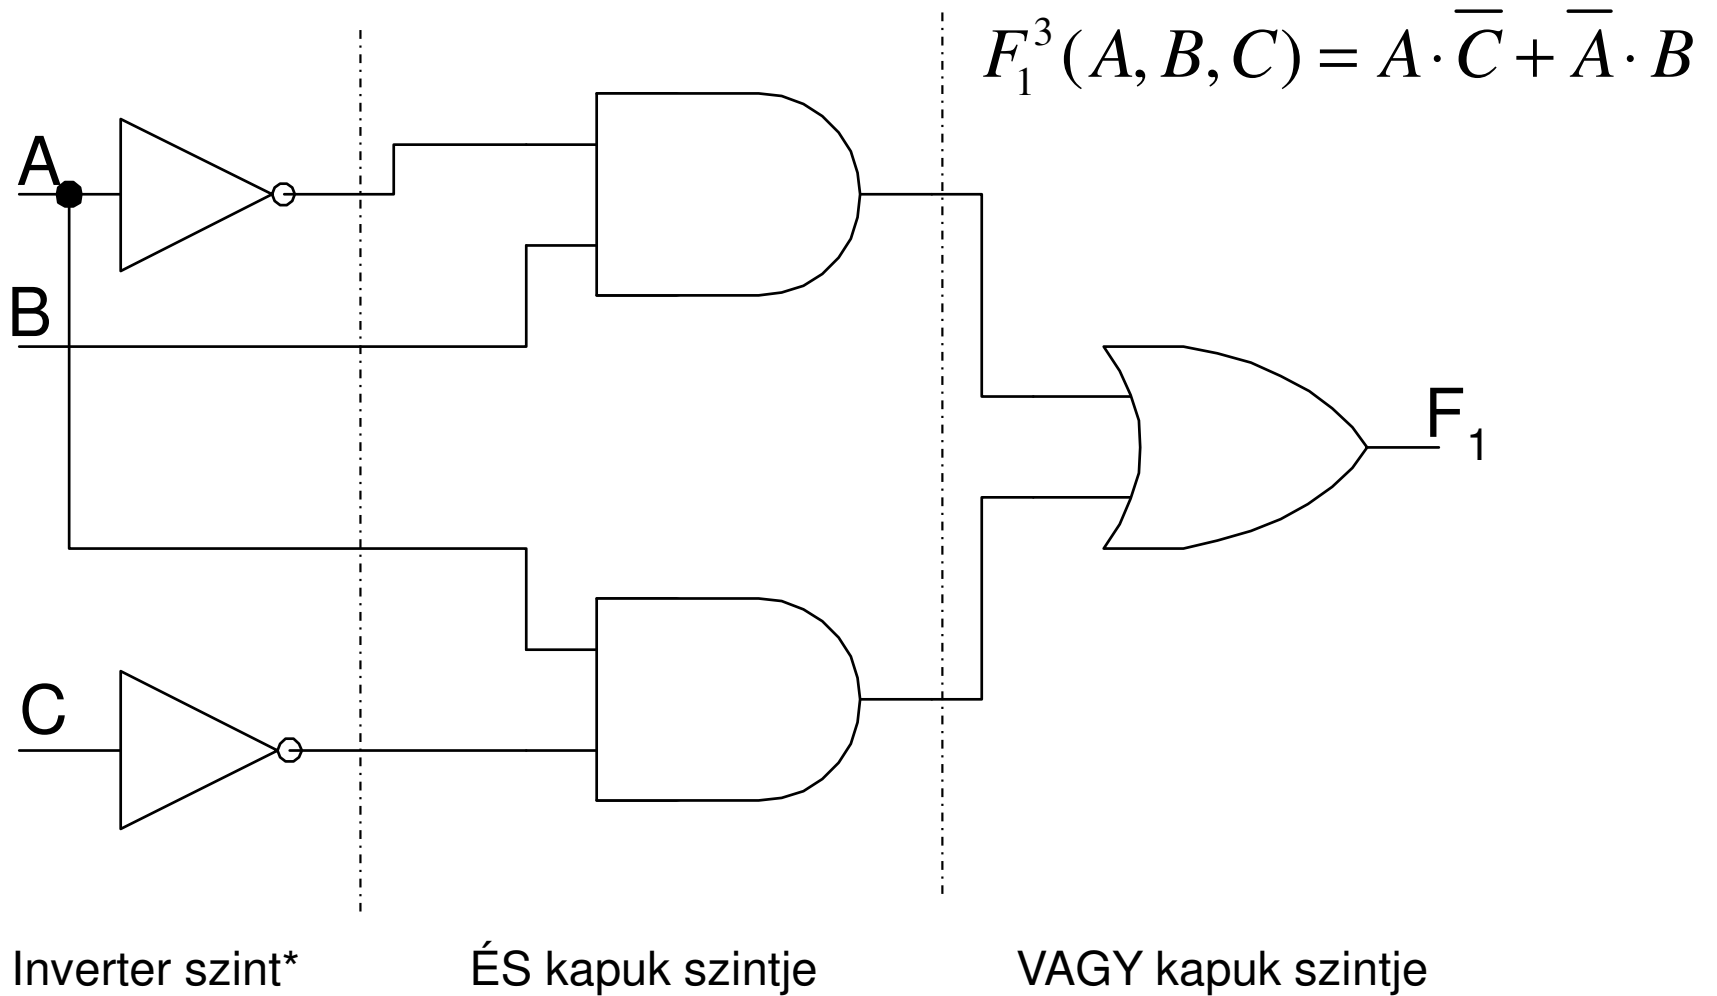 F₁³(A, B, C) = A · C̅ + A̅ · B
A
B
C
F₁
Inverter szint*
ÉS kapuk szintje
VAGY kapuk szintje